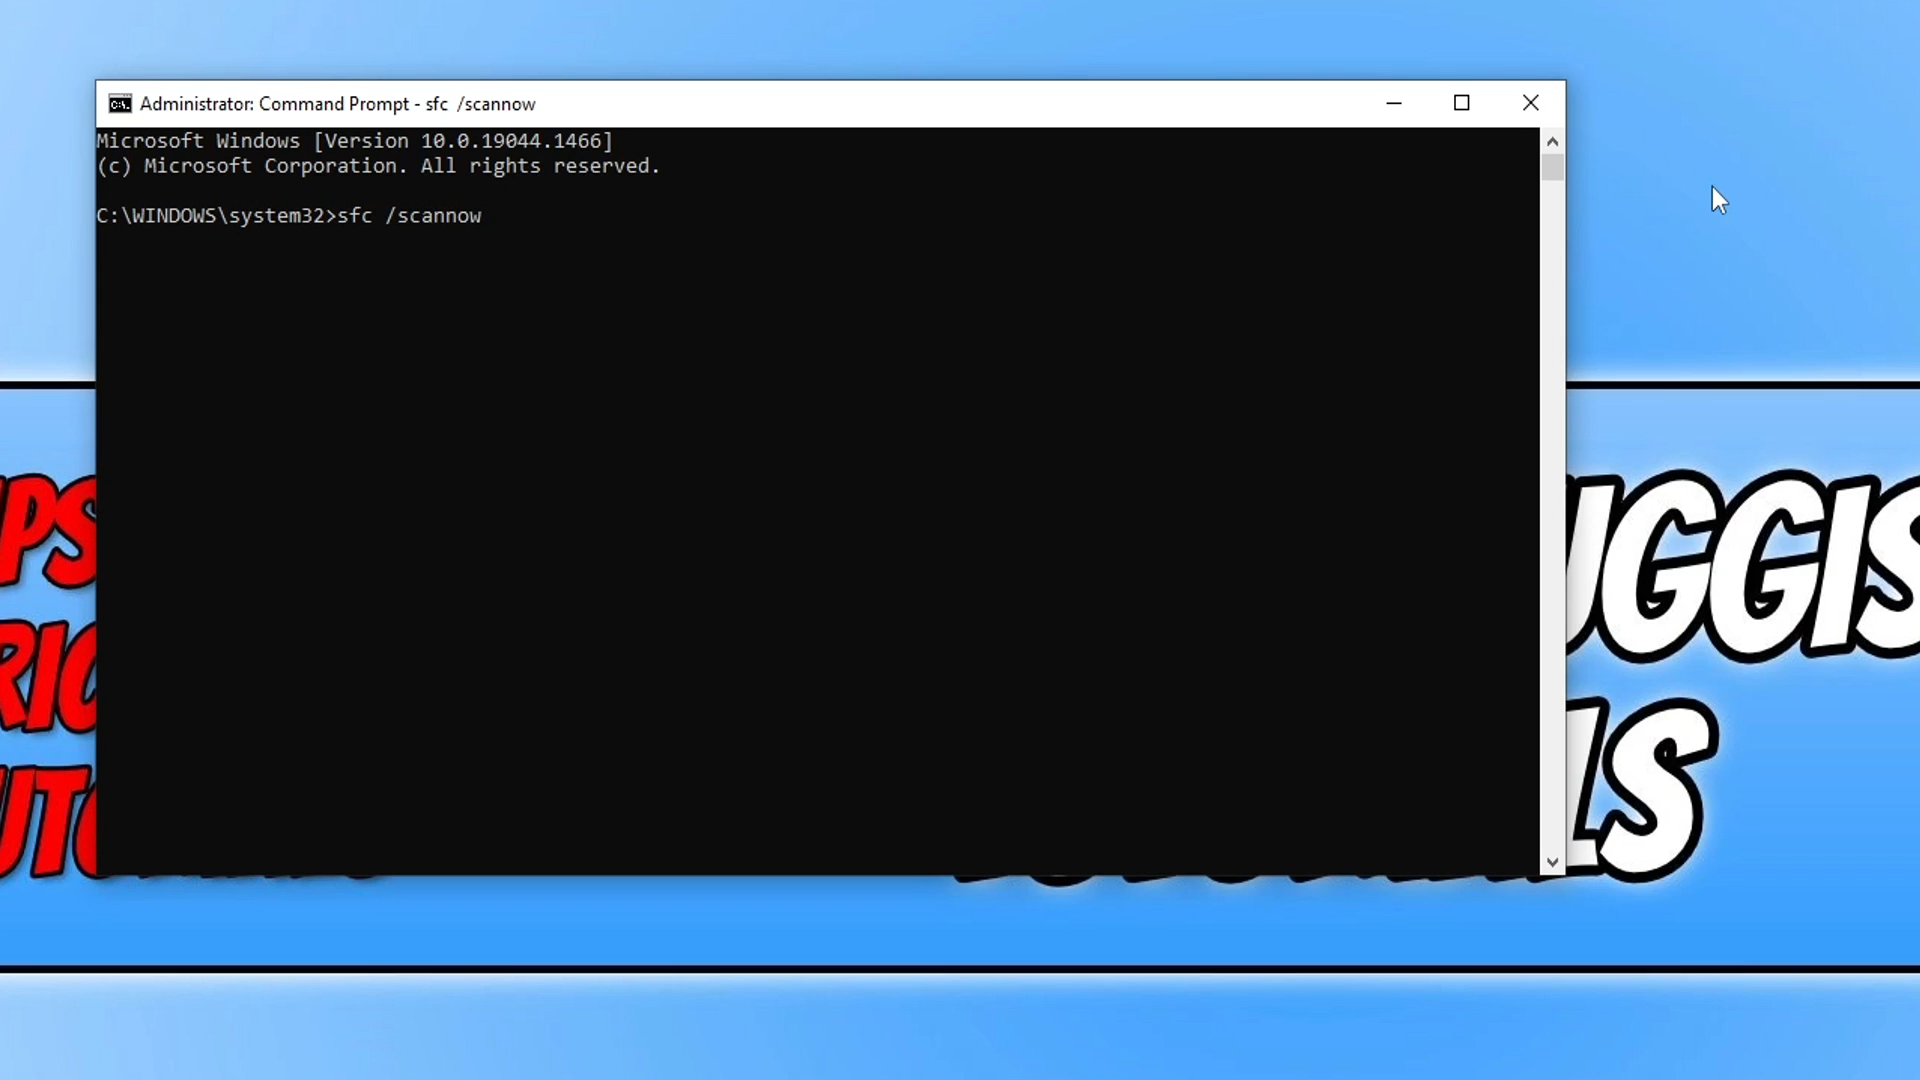 Administrator: Command Prompt - sfc  /scannow
Microsoft Windows [Version 10.0.19044.1466]
(c) Microsoft Corporation. All rights reserved.
C:\WINDOWS\system32>sfc /scannow